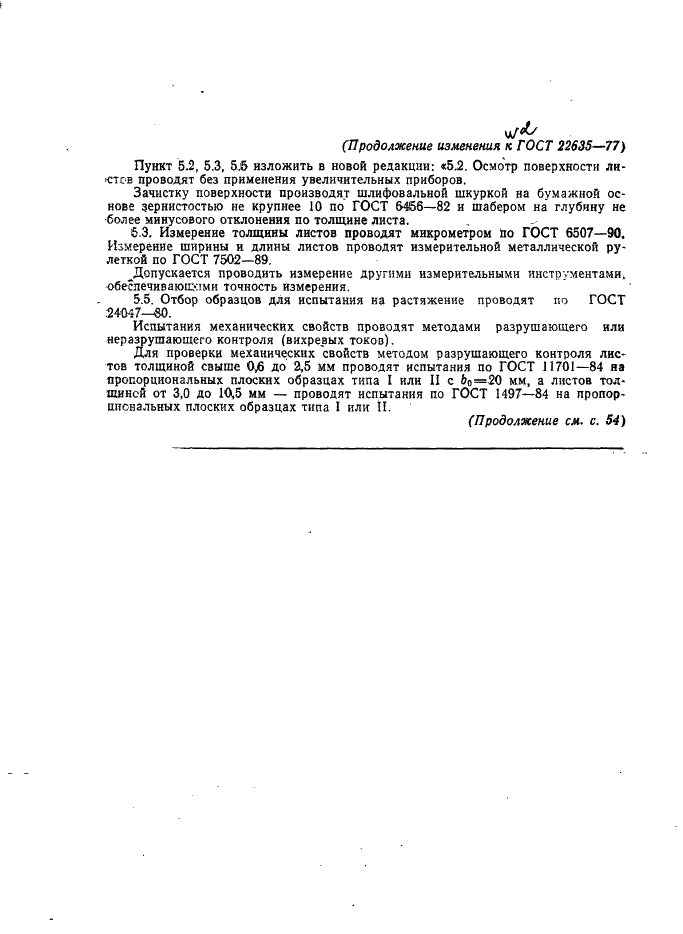 w2
(Продолжение изменения к ГОСТ 22635—77)
Пункт 5.2, 5.3, 5.5 изложить в новой редакции: «5.2. Осмотр поверхности ли-
стов проводят без применения увеличительных приборов.
Зачистку поверхности производят шлифовальной шкуркой на бумажной ос-
нове зернистостью не крупнее 10 по ГОСТ 6456—82 и шабером на глубину не
более минусового отклонения по толщине листа.
5.3. Измерение толщины листов проводят микрометром по ГОСТ 6507—90.
Измерение ширины и длины листов проводят измерительной металлической ру-
леткой по ГОСТ 7502—89.
Допускается проводить измерение другими измерительными инструментами,
обеспечивающими точность измерения.
5.5. Отбор образцов для испытания на растяжение проводят по ГОСТ
24047—80.
Испытания механических свойств проводят методами разрушающего или
неразрушающего контроля (вихревых токов).
Для проверки механических свойств методом разрушающего контроля лис-
тов толщиной свыше 0,6 до 2,5 мм проводят испытания по ГОСТ 11701—84 на
пропорциональных плоских образцах типа I или II с b₀=20 мм, а листов тол-
щиной от 3,0 до 10,5 мм — проводят испытания по ГОСТ 1497—84 на пропор-
циональных плоских образцах типа I или II.
(Продолжение см. с. 54)